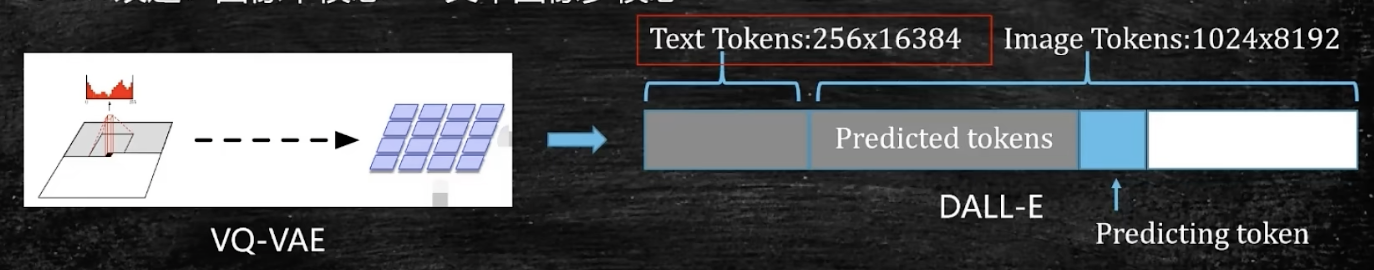 Text Tokens:256x16384
Image Tokens:1024x8192
Predicted tokens
DALL-E
Predicting token
VQ-VAE